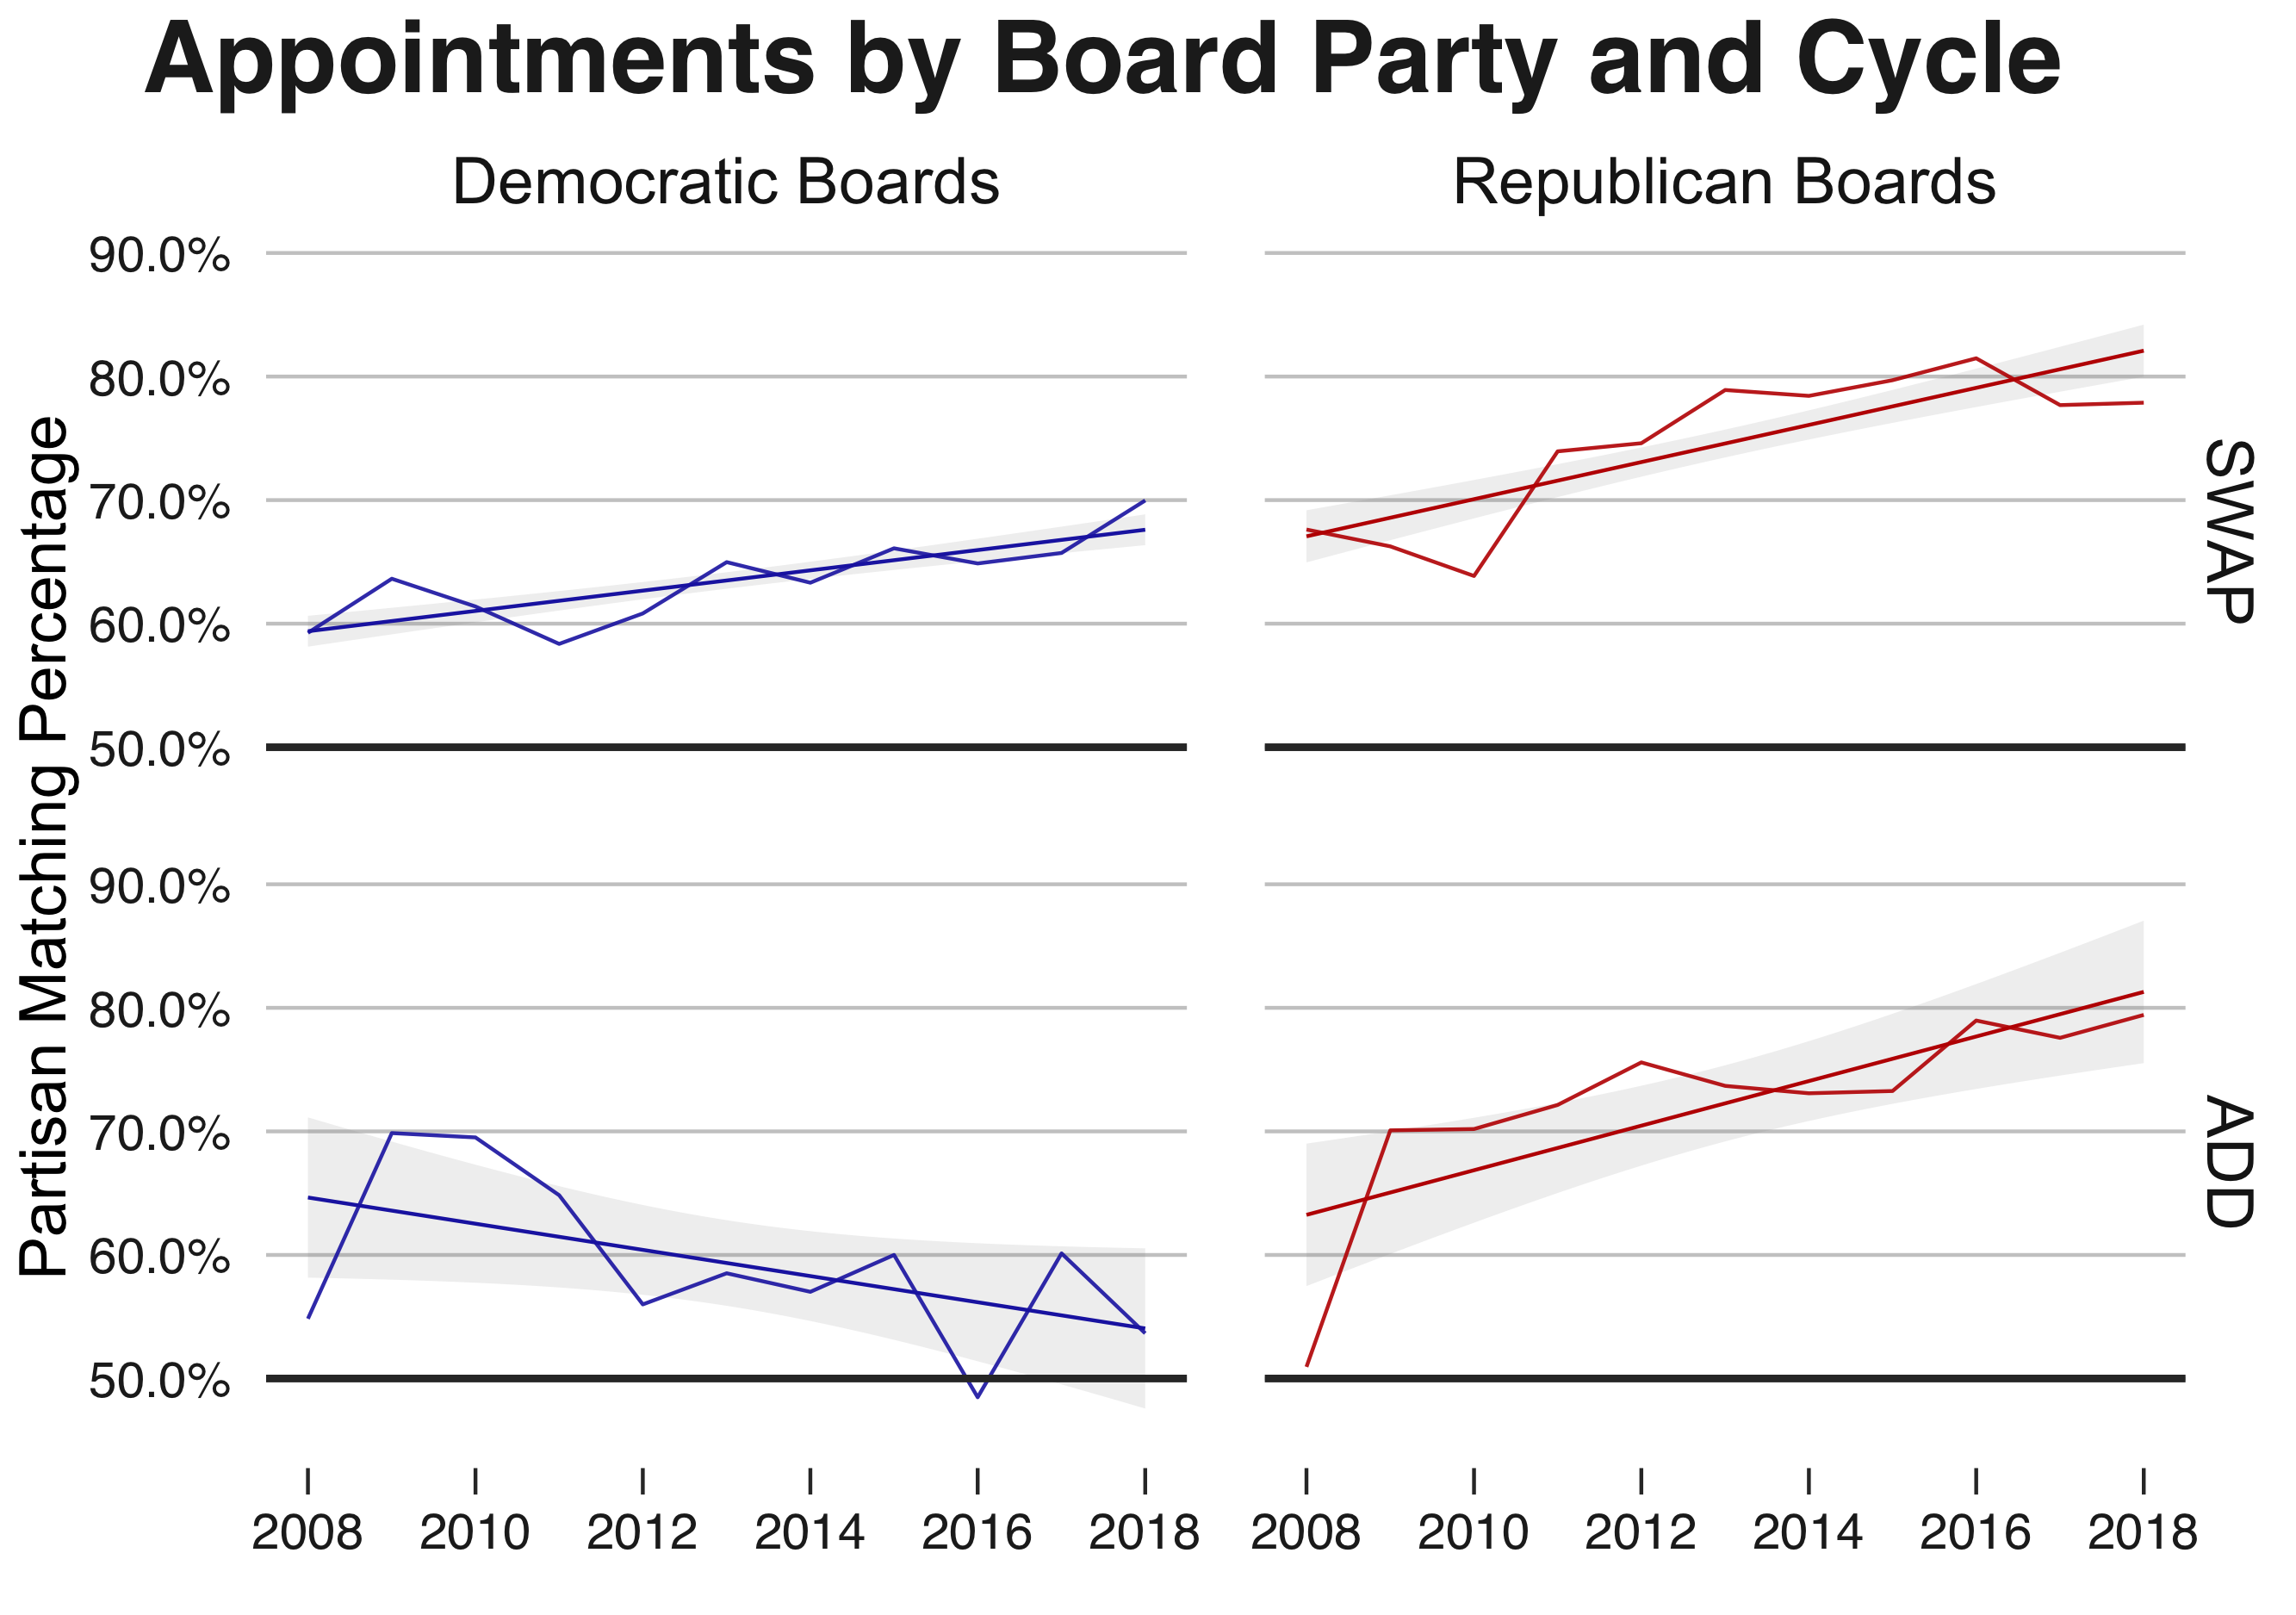 Appointments by Board Party and Cycle
Democratic Boards
Republican Boards
Partisan Matching Percentage
90.0%
80.0%
70.0%
60.0%
50.0%
SWAP
90.0%
80.0%
70.0%
60.0%
50.0%
ADD
2008 2010 2012 2014 2016 2018
2008 2010 2012 2014 2016 2018